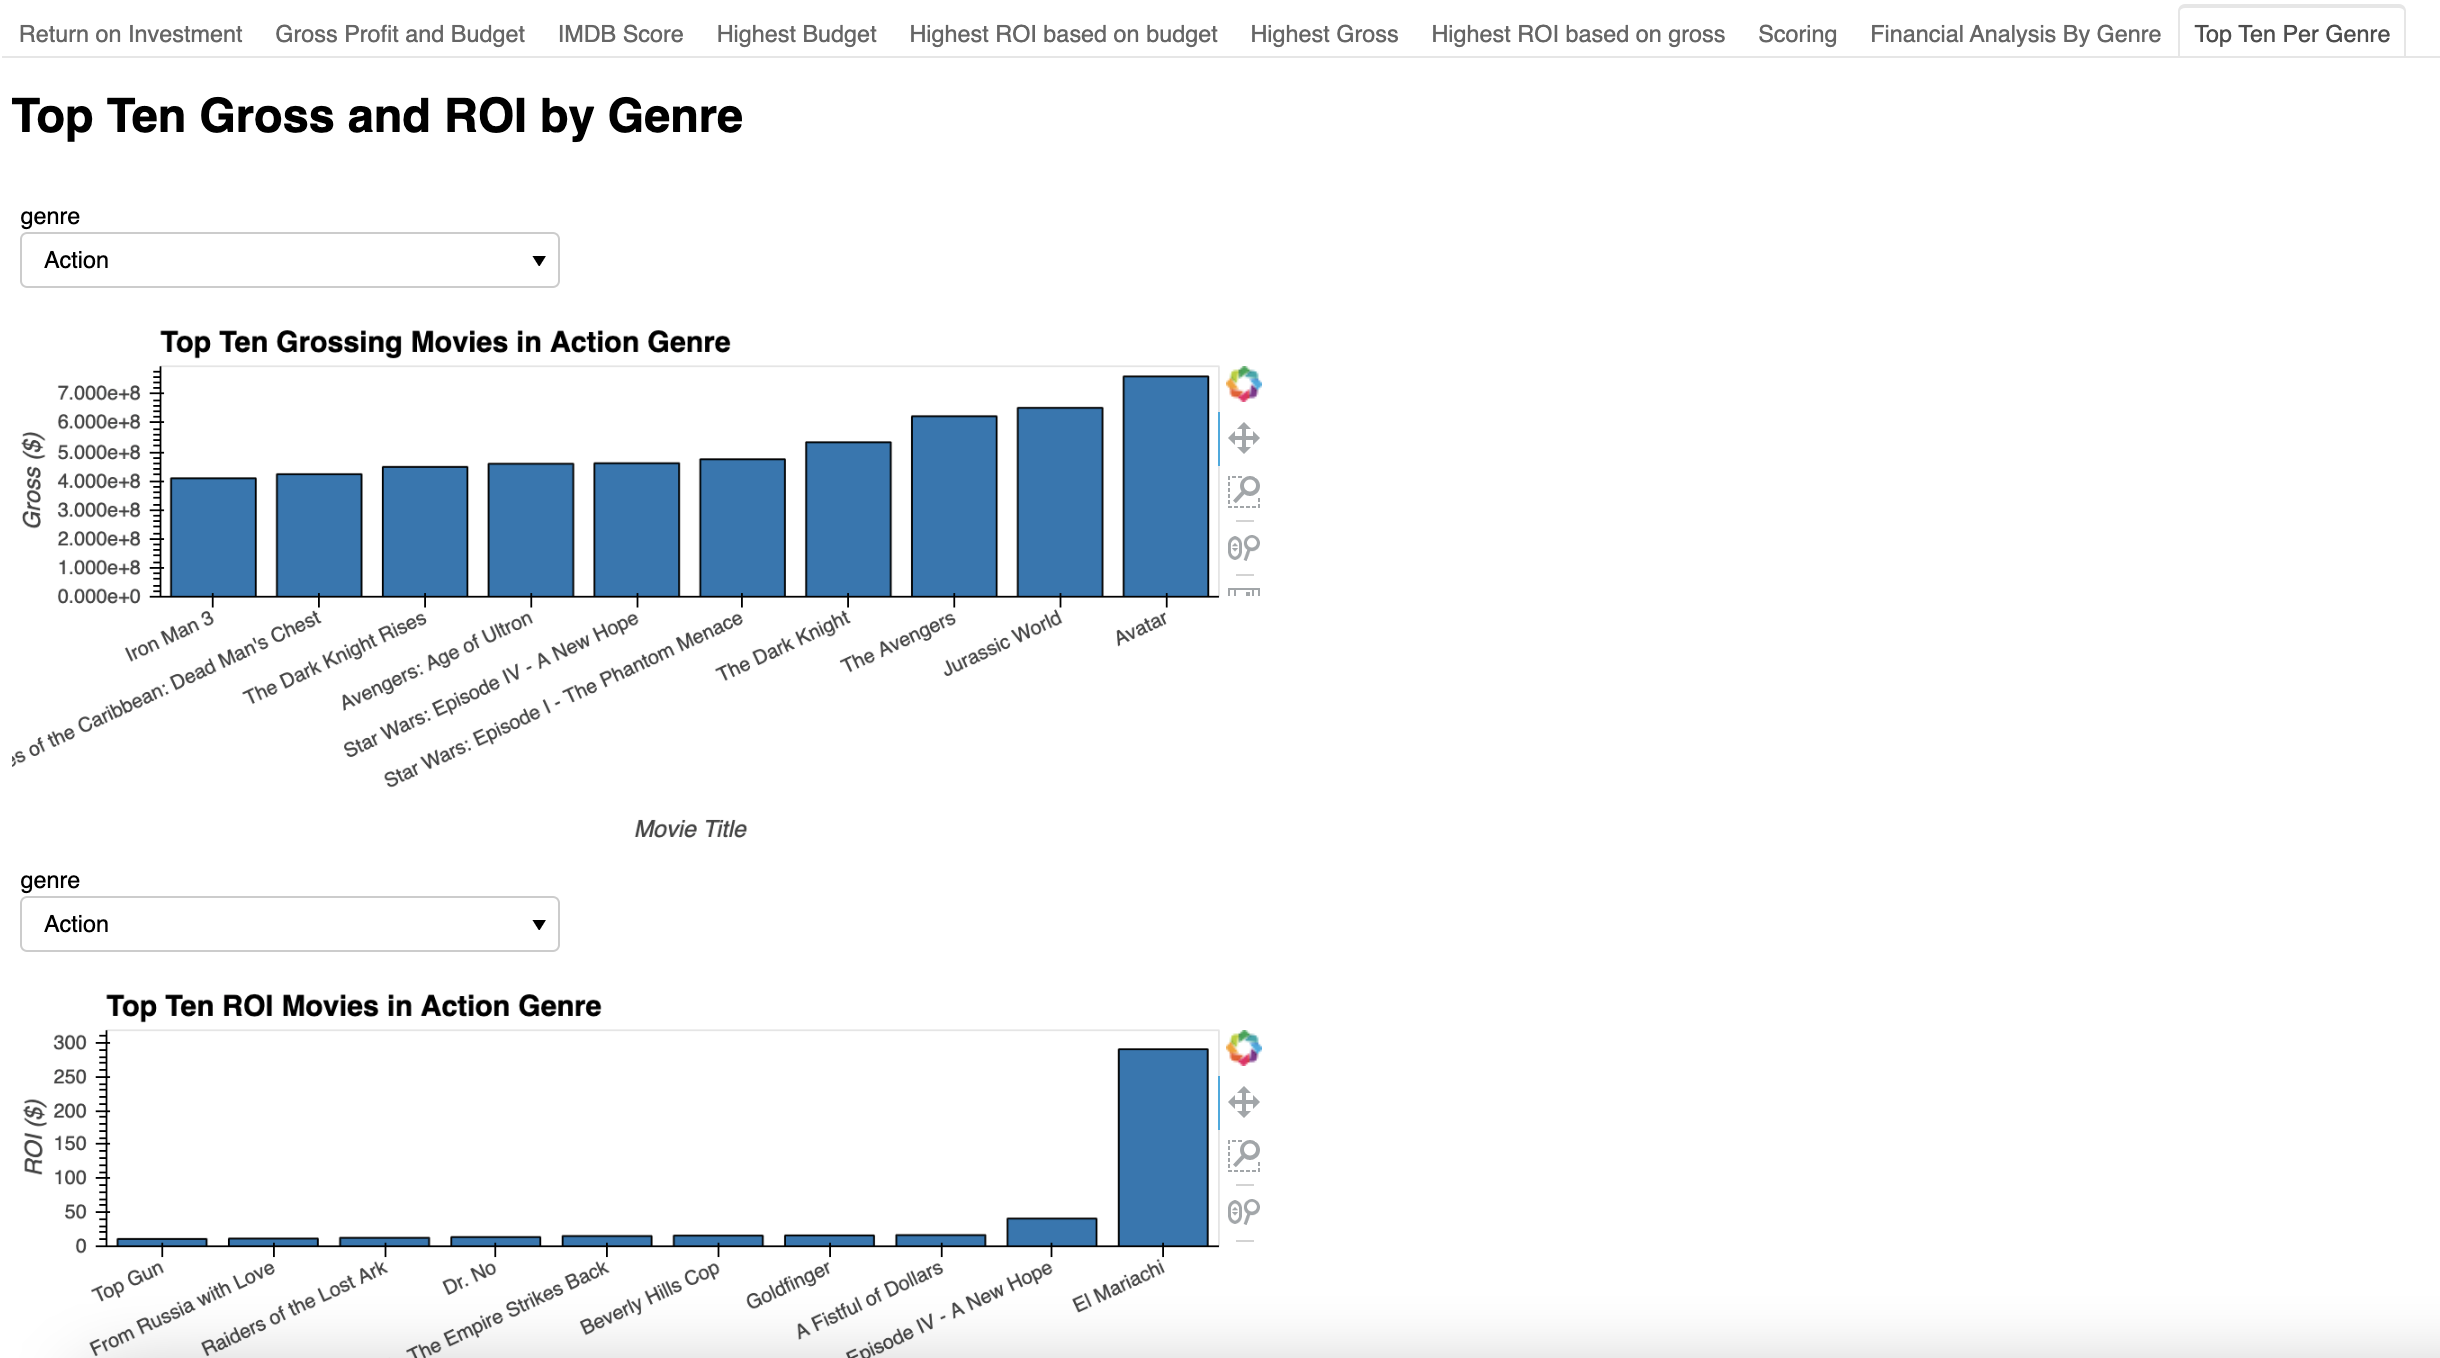 Return on Investment Gross Profit and Budget IMDB Score Highest Budget Highest ROI based on budget Highest Gross Highest ROI based on gross Scoring Financial Analysis By Genre Top Ten Per Genre
Top Ten Gross and ROI by Genre
genre
Action
Top Ten Grossing Movies in Action Genre
Gross ($)
7.000e+8
6.000e+8
5.000e+8
4.000e+8
3.000e+8
2.000e+8
1.000e+8
0.000e+0
Iron Man 3
of the Caribbean: Dead Man's Chest
The Dark Knight Rises
Avengers: Age of Ultron
Star Wars: Episode IV - A New Hope
Star Wars: Episode I - The Phantom Menace
The Dark Knight
The Avengers
Jurassic World
Avatar
Movie Title
genre
Action
Top Ten ROI Movies in Action Genre
ROI ($)
300
250
200
150
100
50
0
Top Gun
From Russia with Love
Raiders of the Lost Ark
Dr. No
The Empire Strikes Back
Beverly Hills Cop
Goldfinger
A Fistful of Dollars
Episode IV - A New Hope
El Mariachi